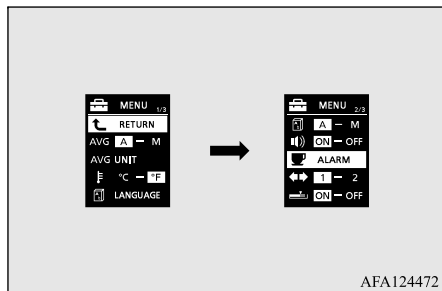 MENU 1/3
RETURN
AVG A – M
AVG UNIT
°C – °F
LANGUAGE
MENU 2/3
A – M
ON – OFF
ALARM
1 – 2
ON – OFF
AFA124472